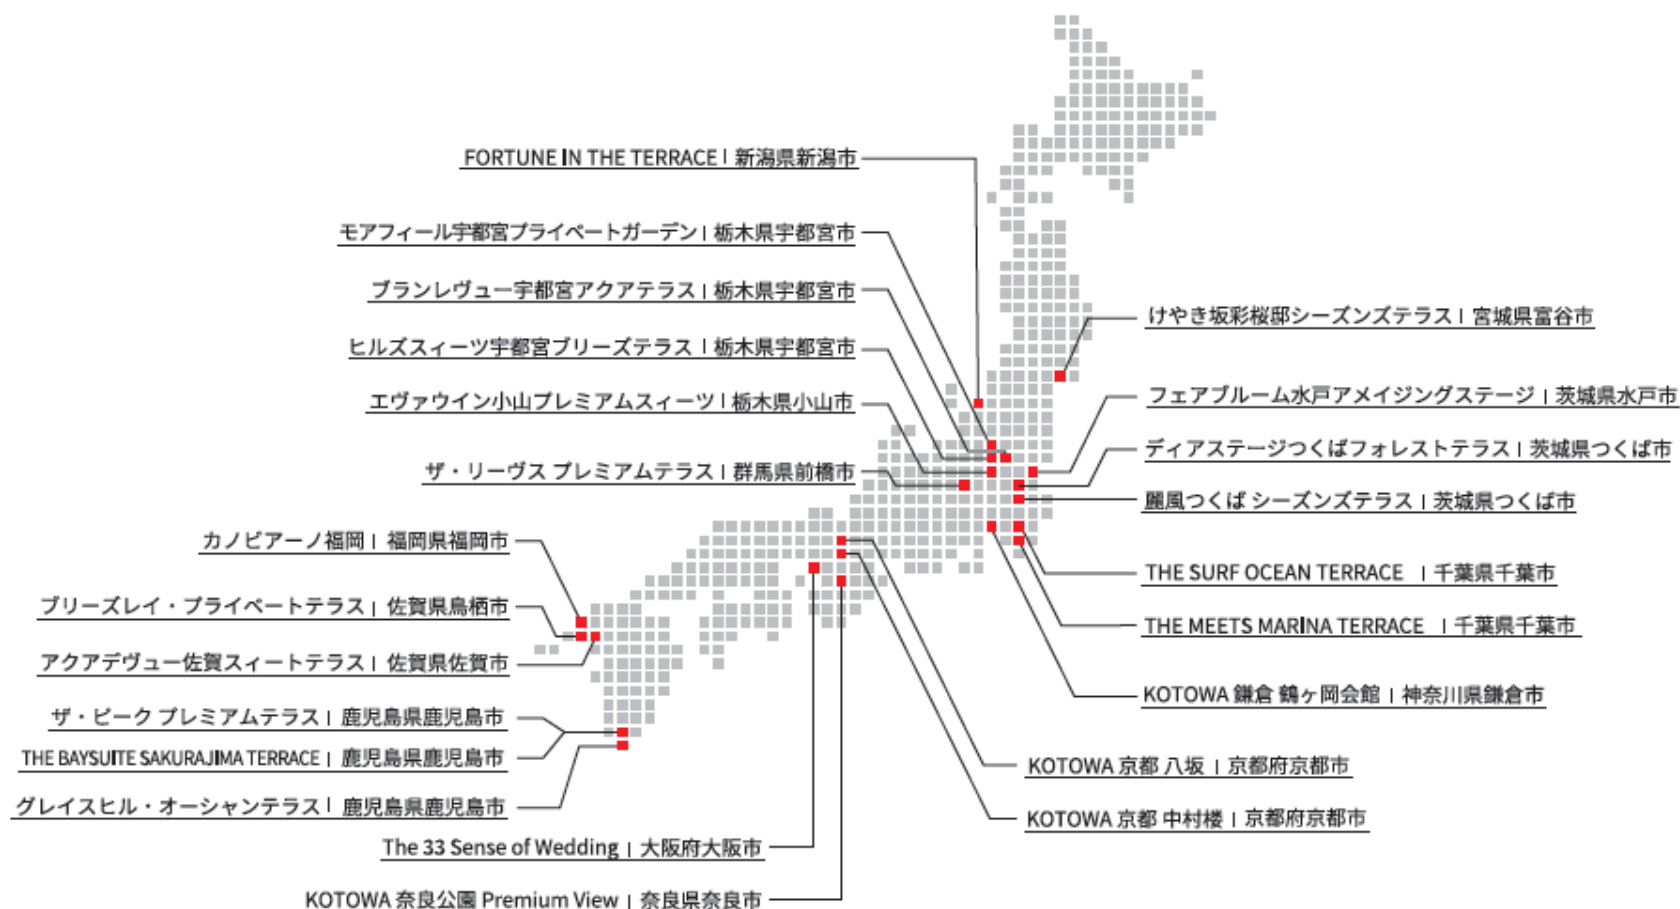 FORTUNE IN THE TERRACE | 新潟県新潟市
モアフィール宇都宮プライベートガーデン | 栃木県宇都宮市
ブランレヴュー宇都宮アクアテラス | 栃木県宇都宮市
ヒルズスィーツ宇都宮ブリーズテラス | 栃木県宇都宮市
エヴァウイン小山プレミアムスィーツ | 栃木県小山市
ザ・リーヴス プレミアムテラス | 群馬県前橋市
カノビアーノ福岡 | 福岡県福岡市
ブリーズレイ・プライベートテラス | 佐賀県鳥栖市
アクアデヴュー佐賀スィートテラス | 佐賀県佐賀市
ザ・ピーク プレミアムテラス | 鹿児島県鹿児島市
THE BAYSUITE SAKURAJIMA TERRACE | 鹿児島県鹿児島市
グレイスヒル・オーシャンテラス | 鹿児島県鹿児島市
The 33 Sense of Wedding | 大阪府大阪市
KOTOWA 奈良公園 Premium View | 奈良県奈良市
けやき坂彩桜邸シーズンズテラス | 宮城県富谷市
フェアブルーム水戸アメイジングステージ | 茨城県水戸市
ディアステージつくばフォレストテラス | 茨城県つくば市
麗風つくば シーズンズテラス | 茨城県つくば市
THE SURF OCEAN TERRACE | 千葉県千葉市
THE MEETS MARINA TERRACE | 千葉県千葉市
KOTOWA 鎌倉 鶴ヶ岡会館 | 神奈川県鎌倉市
KOTOWA 京都 八坂 | 京都府京都市
KOTOWA 京都 中村楼 | 京都府京都市